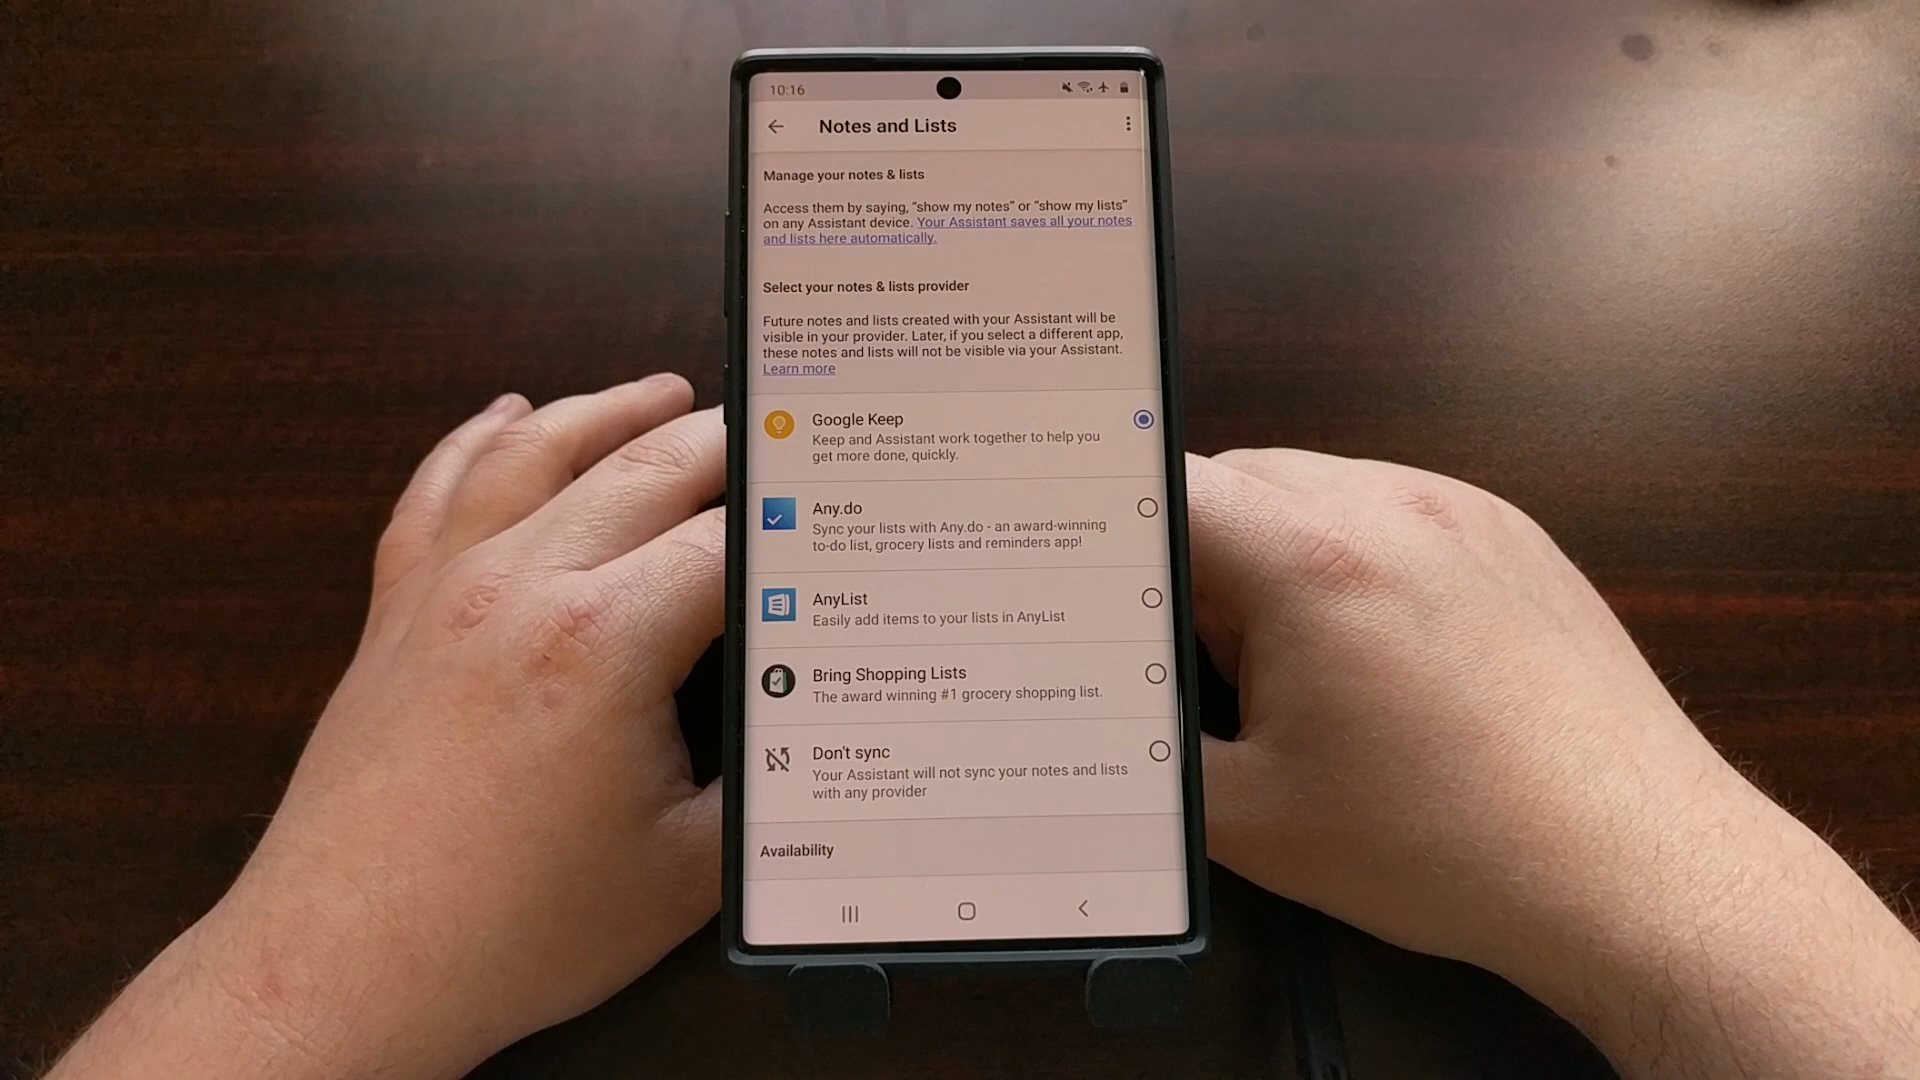 10:16
Notes and Lists
Manage your notes & lists
Access them by saying, "show my notes" or "show my lists"
on any Assistant device. Your Assistant saves all your notes
and lists here automatically.
Select your notes & lists provider
Future notes and lists created with your Assistant will be
visible in your provider. Later, if you select a different app,
these notes and lists will not be visible via your Assistant.
Learn more
Google Keep
Keep and Assistant work together to help you
get more done, quickly.
Any.do
Sync your lists with Any.do - an award-winning
to-do list, grocery lists and reminders app!
AnyList
Easily add items to your lists in AnyList
Bring Shopping Lists
The award winning #1 grocery shopping list.
Don't sync
Your Assistant will not sync your notes and lists
with any provider
Availability